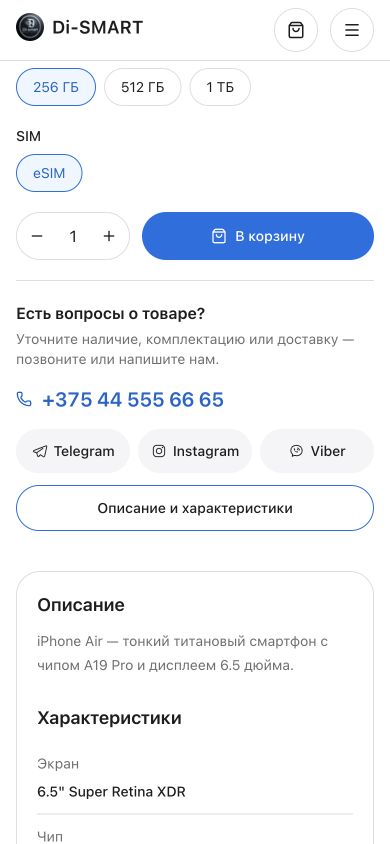 Di-SMART
256 ГБ
512 ГБ
1 ТБ
SIM
eSIM
− 1 +
В корзину
Есть вопросы о товаре?
Уточните наличие, комплектацию или доставку —
позвоните или напишите нам.
+375 44 555 66 65
Telegram
Instagram
Viber
Описание и характеристики
Описание
iPhone Air — тонкий титановый смартфон с
чипом A19 Pro и дисплеем 6.5 дюйма.
Характеристики
Экран
6.5" Super Retina XDR
Чип